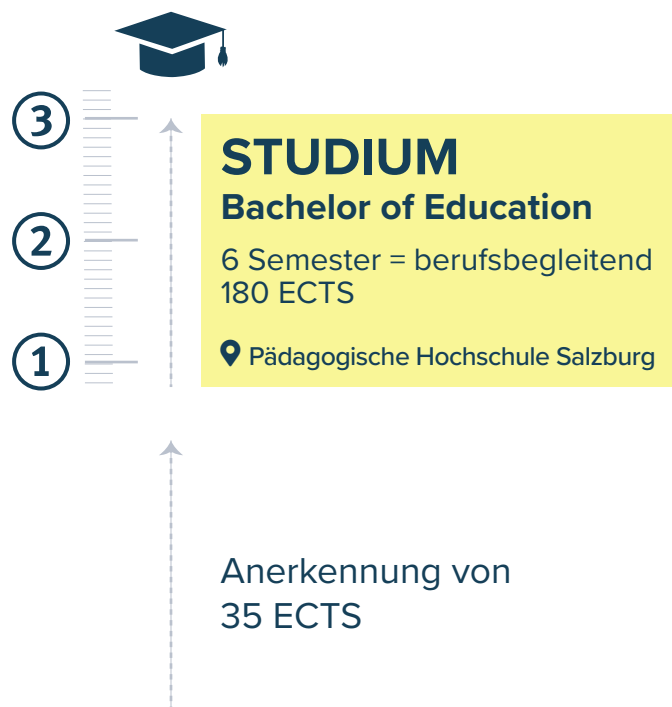 3
STUDIUM
Bachelor of Education
2
6 Semester = berufsbegleitend
180 ECTS
1
Pädagogische Hochschule Salzburg
Anerkennung von
35 ECTS